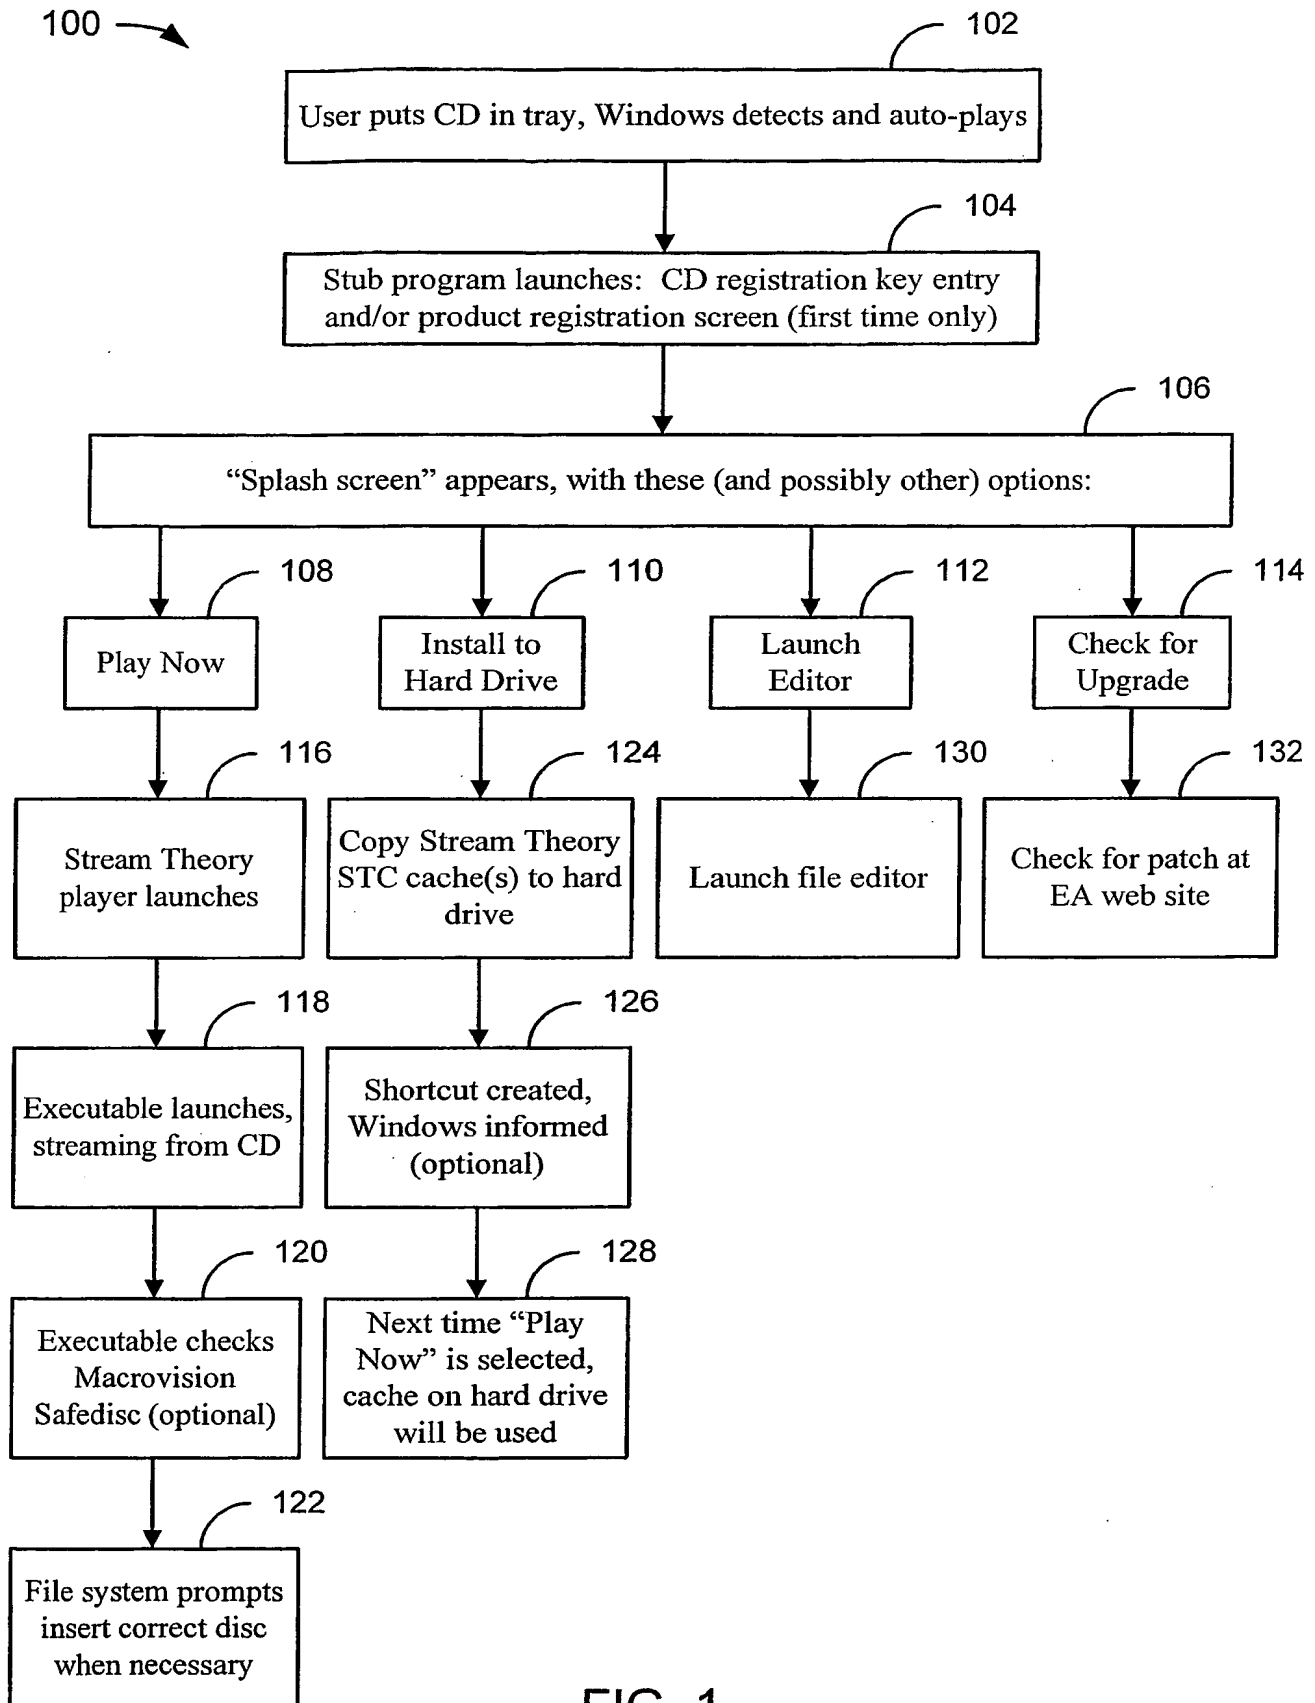 100
102
User puts CD in tray, Windows detects and auto-plays
104
Stub program launches: CD registration key entry
and/or product registration screen (first time only)
106
“Splash screen” appears, with these (and possibly other) options:
108
Play Now
110
Install to
Hard Drive
112
Launch
Editor
114
Check for
Upgrade
116
Stream Theory
player launches
124
Copy Stream Theory
STC cache(s) to hard
drive
130
Launch file editor
132
Check for patch at
EA web site
118
Executable launches,
streaming from CD
126
Shortcut created,
Windows informed
(optional)
120
Executable checks
Macrovision
Safedisc (optional)
128
Next time “Play
Now” is selected,
cache on hard drive
will be used
122
File system prompts
insert correct disc
when necessary
FIG. 1